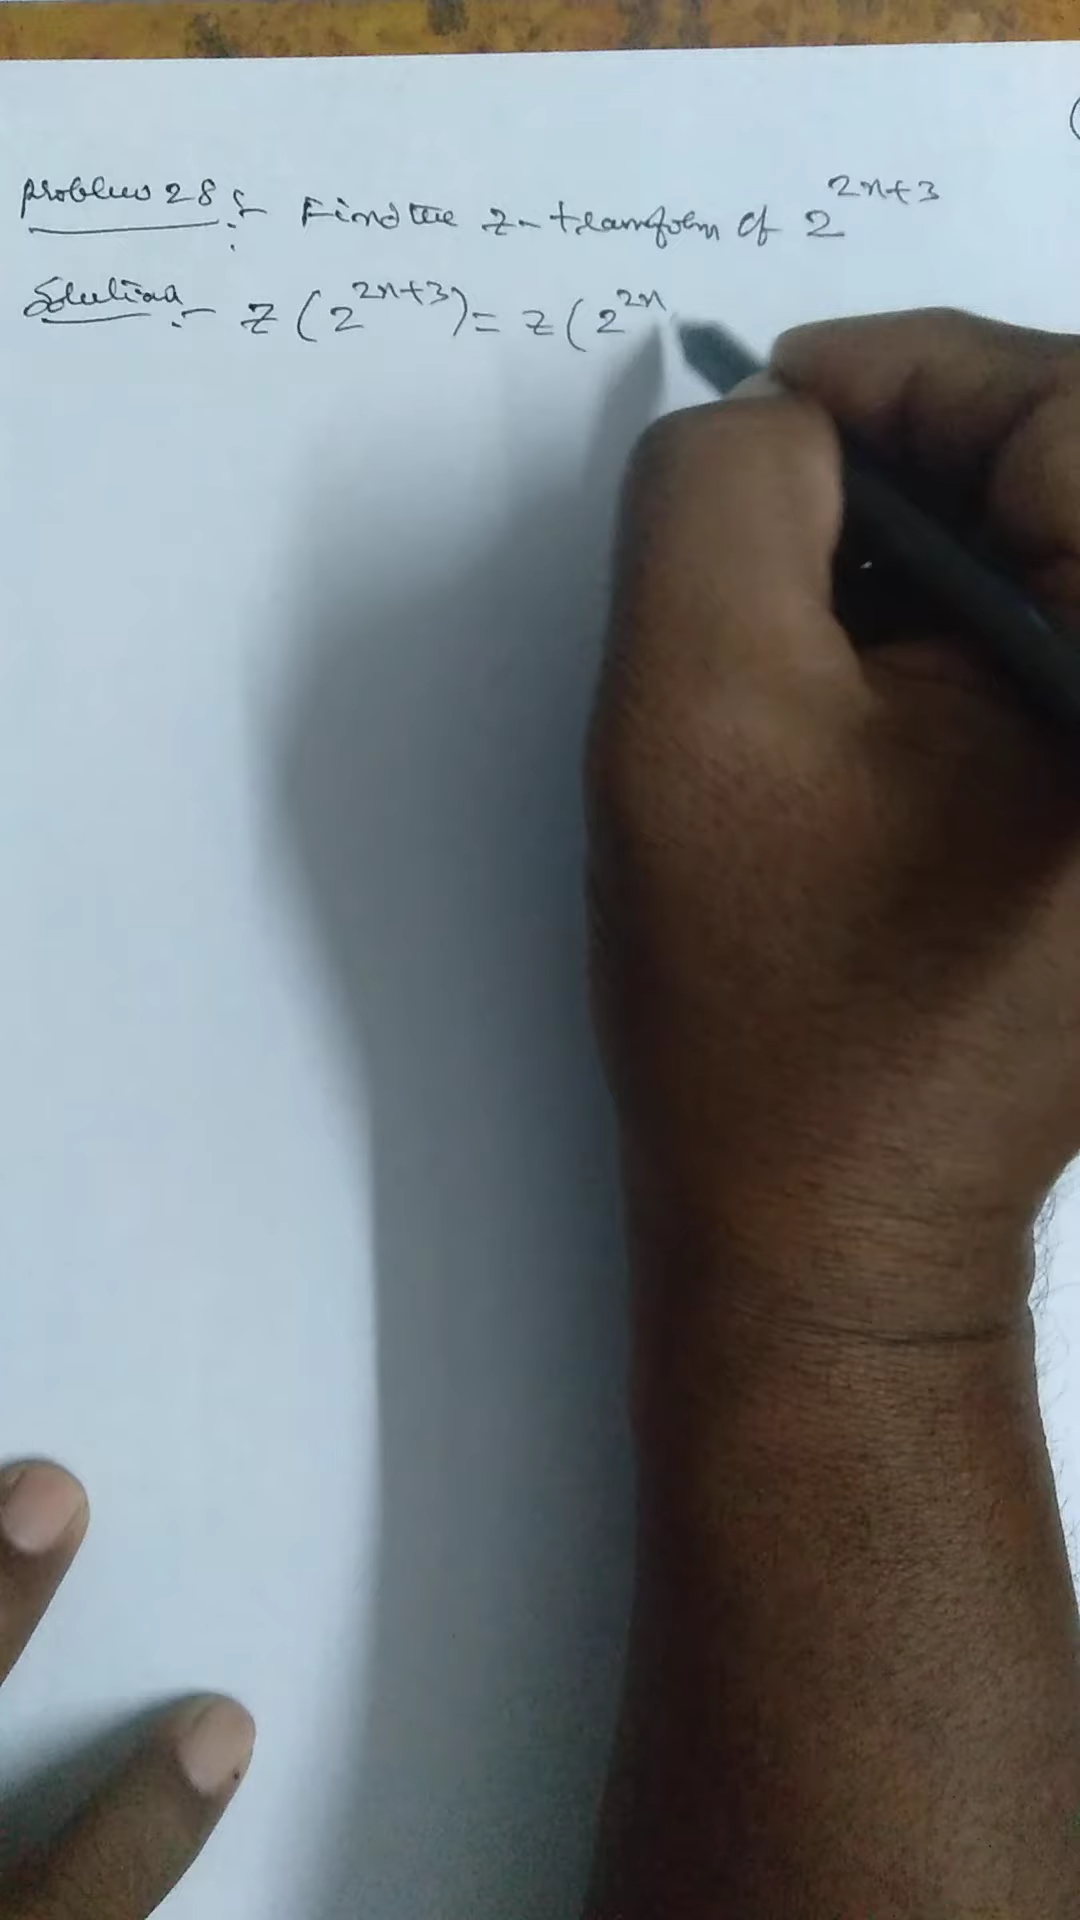 Problem 28 :- Find the z-transform of 2^{2n+3}
Solution :- Z(2^{2n+3}) = Z(2^{2n}